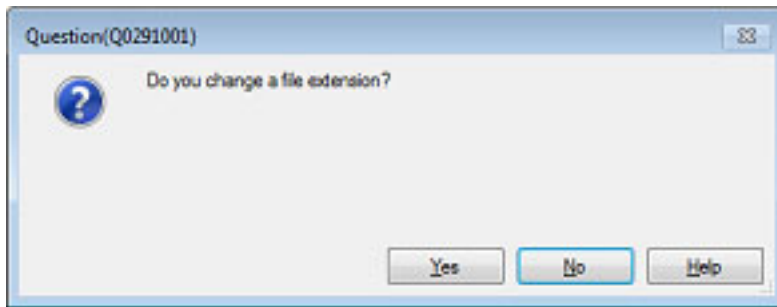 Question(Q0291001)
Do you change a file extension?
Yes
No
Help